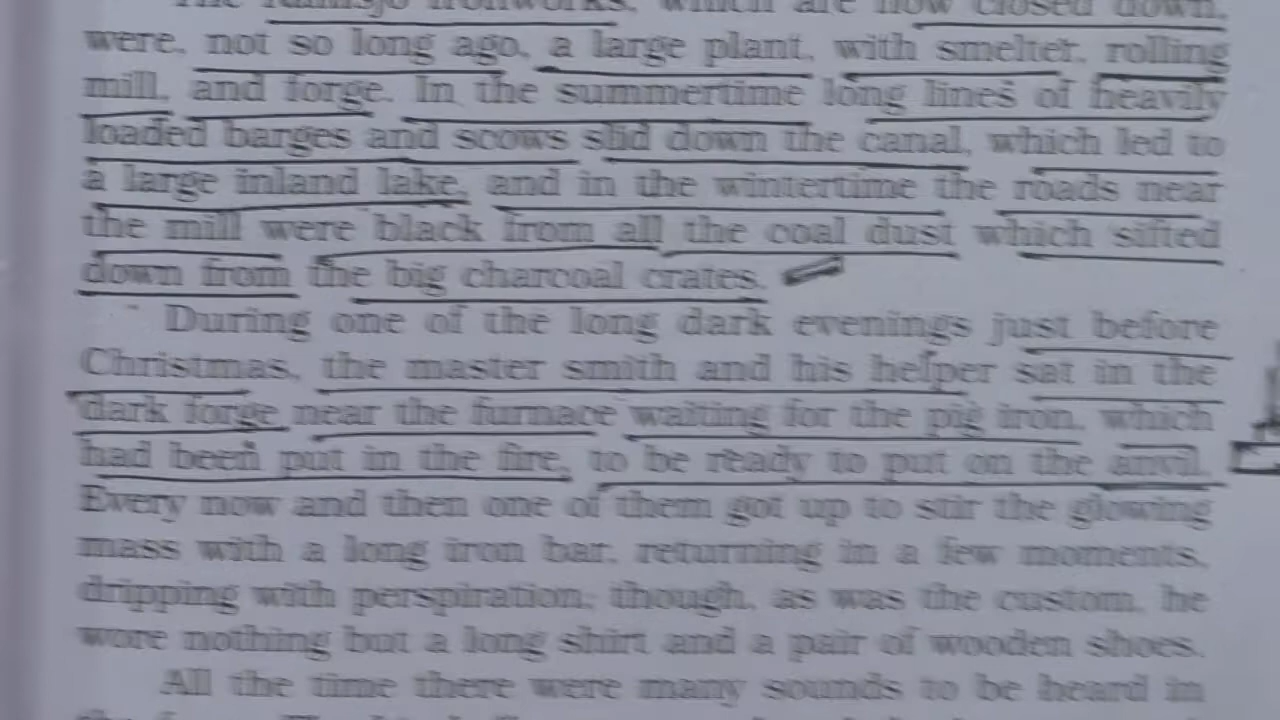 The Ramsjö ironworks, which are now closed down,
were, not so long ago, a large plant, with smelter, rolling
mill, and forge. In the summertime long lines of heavily
loaded barges and scows slid down the canal, which led to
a large inland lake, and in the wintertime the roads near
the mill were black from all the coal dust which sifted
down from the big charcoal crates.
During one of the long dark evenings just before
Christmas, the master smith and his helper sat in the
dark forge near the furnace waiting for the pig iron, which
had been put in the fire, to be ready to put on the anvil.
Every now and then one of them got up to stir the glowing
mass with a long iron bar, returning in a few moments,
dripping with perspiration; though, as was the custom, he
wore nothing but a long shirt and a pair of wooden shoes.
All the time there were many sounds to be heard in